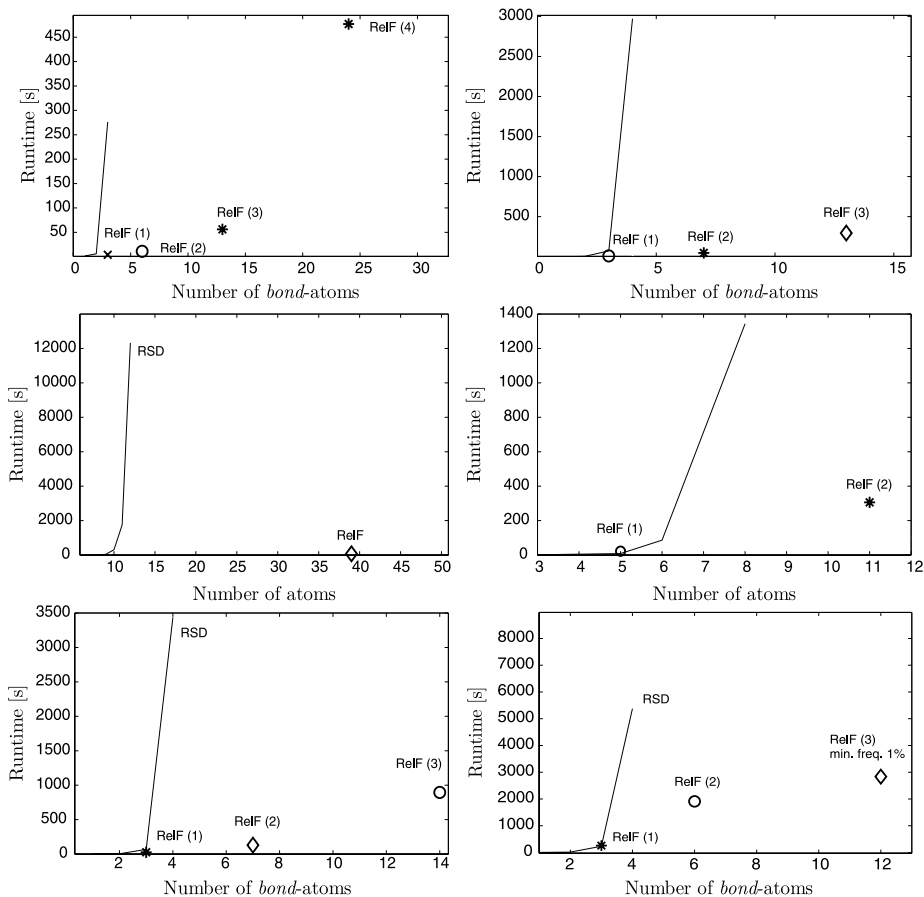 450
400
350
300
250
200
150
100
50
0 5 10 15 20 25 30
Runtime [s]
Number of bond-atoms
RelF (1)
RelF (2)
RelF (3)
RelF (4)
3000
2500
2000
1500
1000
500
0 5 10 15
Runtime [s]
Number of bond-atoms
RelF (1)
RelF (2)
RelF (3)
12000
10000
8000
6000
4000
2000
0
10 15 20 25 30 35 40 45 50
Runtime [s]
Number of atoms
RSD
RelF
1400
1200
1000
800
600
400
200
0
3 4 5 6 7 8 9 10 11 12
Runtime [s]
Number of atoms
RelF (1)
RelF (2)
3500
3000
2500
2000
1500
1000
500
0
2 4 6 8 10 12 14
Runtime [s]
Number of bond-atoms
RSD
RelF (1)
RelF (2)
RelF (3)
8000
7000
6000
5000
4000
3000
2000
1000
0
2 4 6 8 10 12
Runtime [s]
Number of bond-atoms
RSD
RelF (1)
RelF (2)
RelF (3)
min. freq. 1%